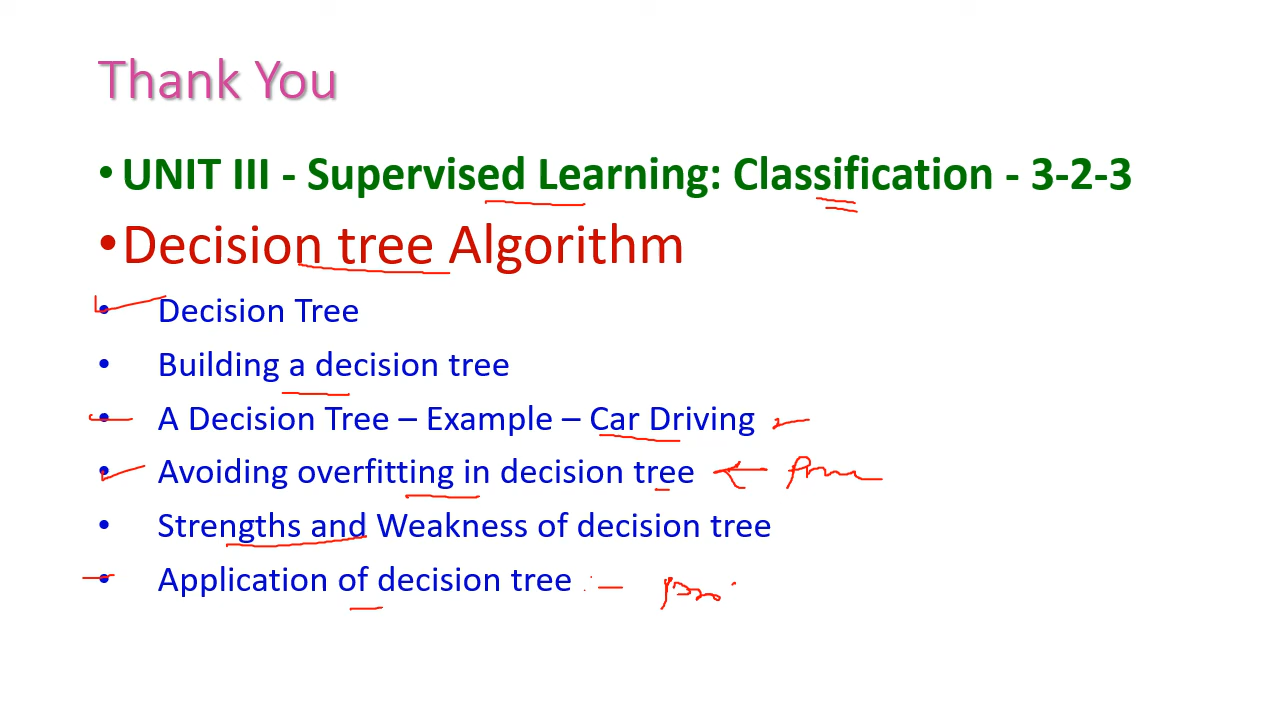 Thank You
•UNIT III - Supervised Learning: Classification - 3-2-3
•Decision tree Algorithm
• Decision Tree
• Building a decision tree
• A Decision Tree – Example – Car Driving
• Avoiding overfitting in decision tree
• Strengths and Weakness of decision tree
• Application of decision tree